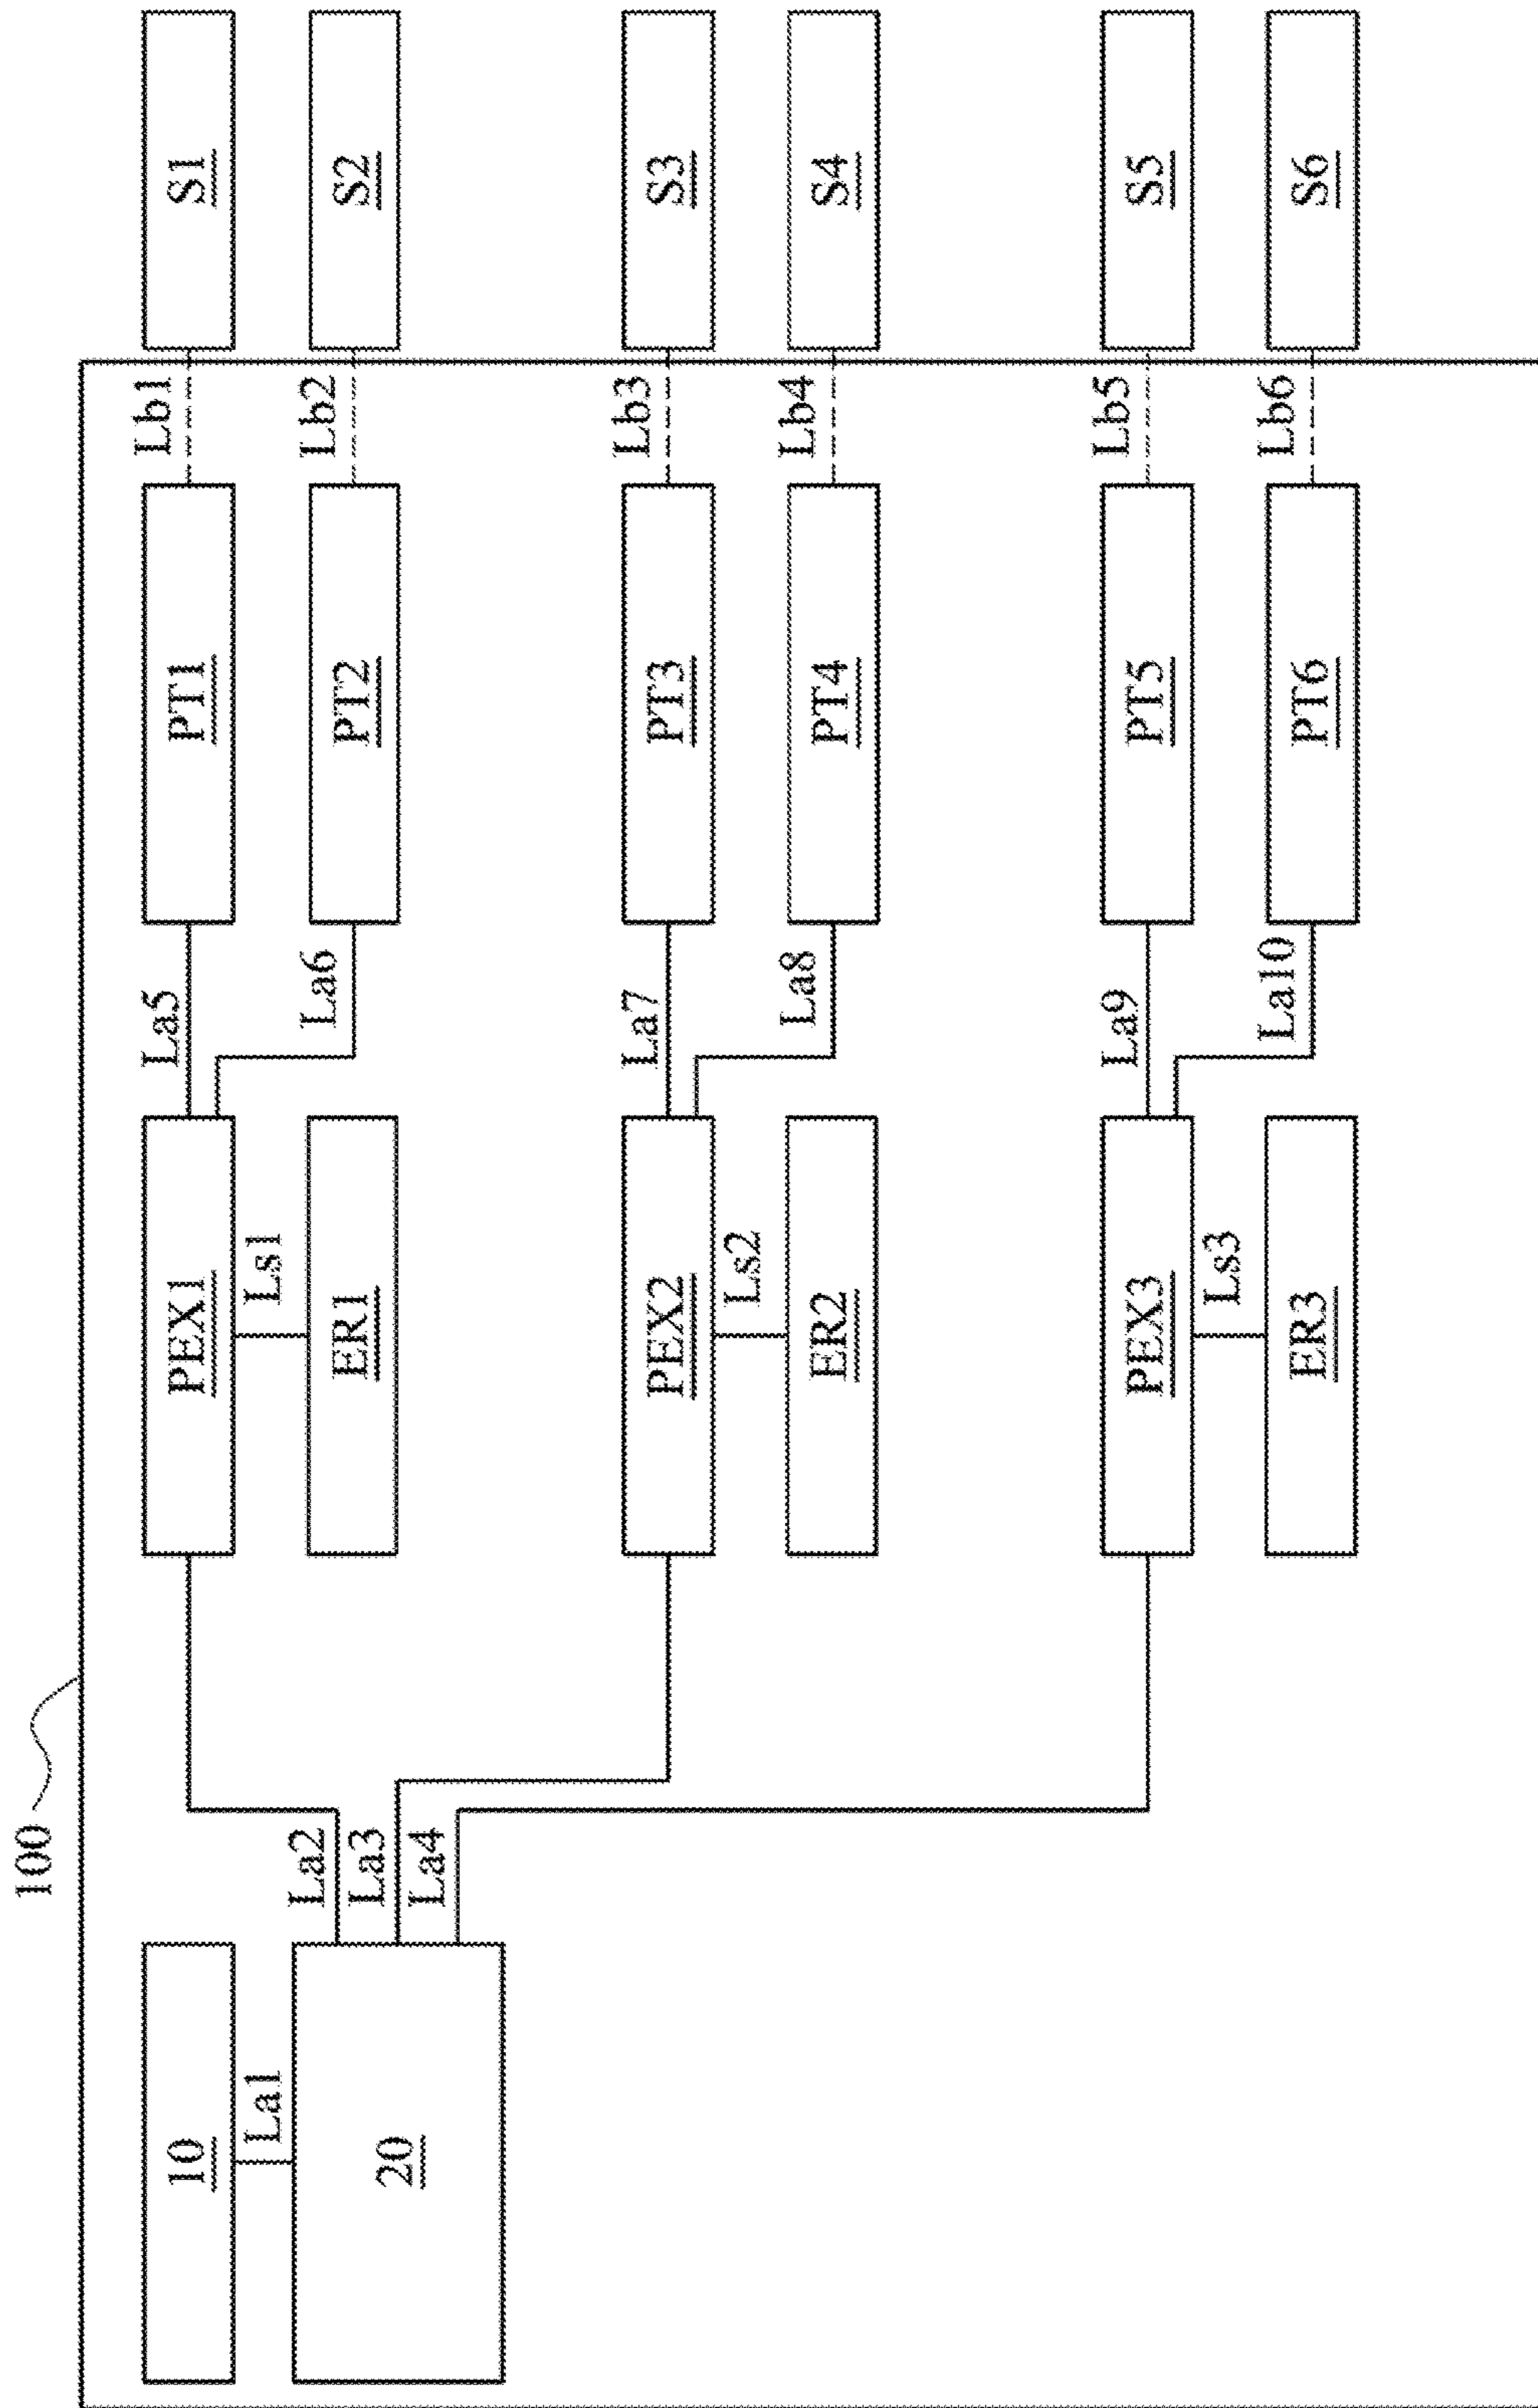 100
10
La1
20
La2
La3
La4
PEX1
Ls1
ER1
PEX2
Ls2
ER2
PEX3
Ls3
ER3
La5
La6
La7
La8
La9
La10
PT1
PT2
PT3
PT4
PT5
PT6
Lb1
Lb2
Lb3
Lb4
Lb5
Lb6
S1
S2
S3
S4
S5
S6